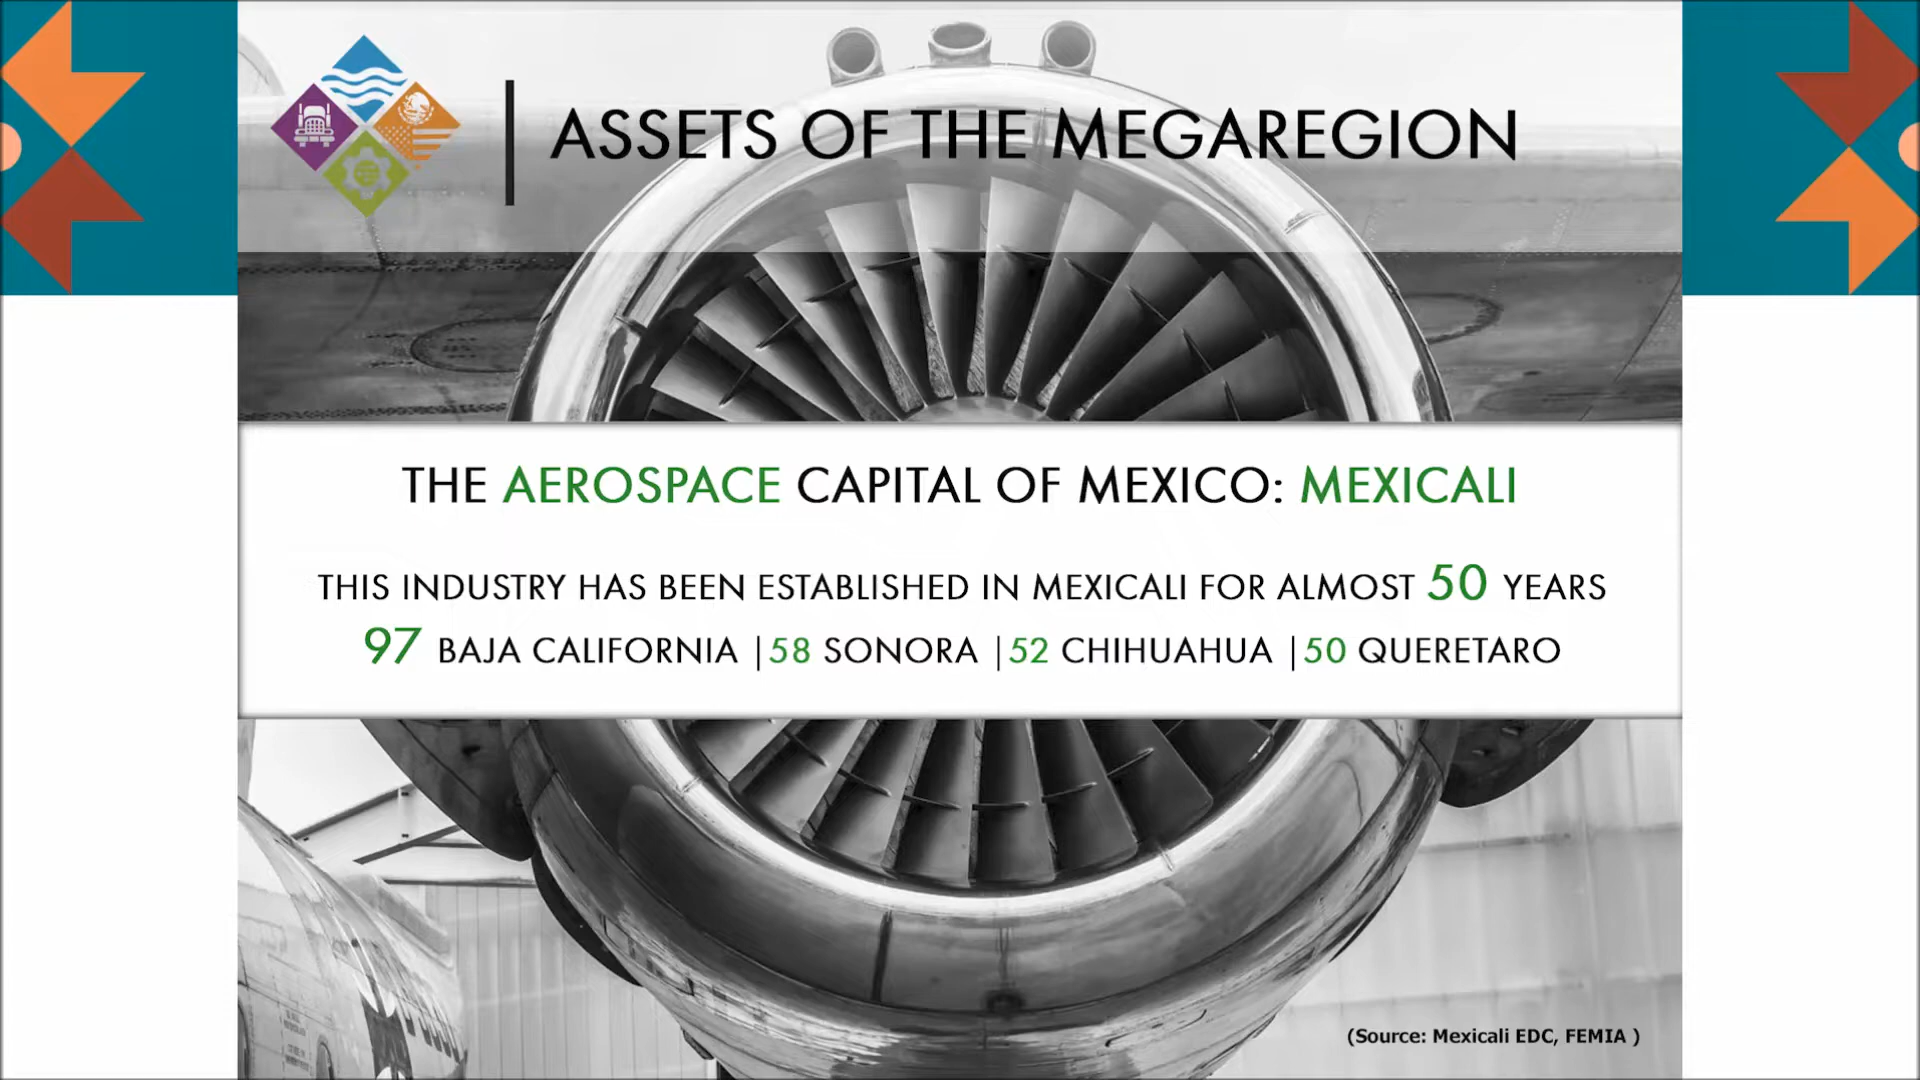 ASSETS OF THE MEGAREGION
THE AEROSPACE CAPITAL OF MEXICO: MEXICALI
THIS INDUSTRY HAS BEEN ESTABLISHED IN MEXICALI FOR ALMOST 50 YEARS
97 BAJA CALIFORNIA |58 SONORA |52 CHIHUAHUA |50 QUERETARO
(Source: Mexicali EDC, FEMIA )